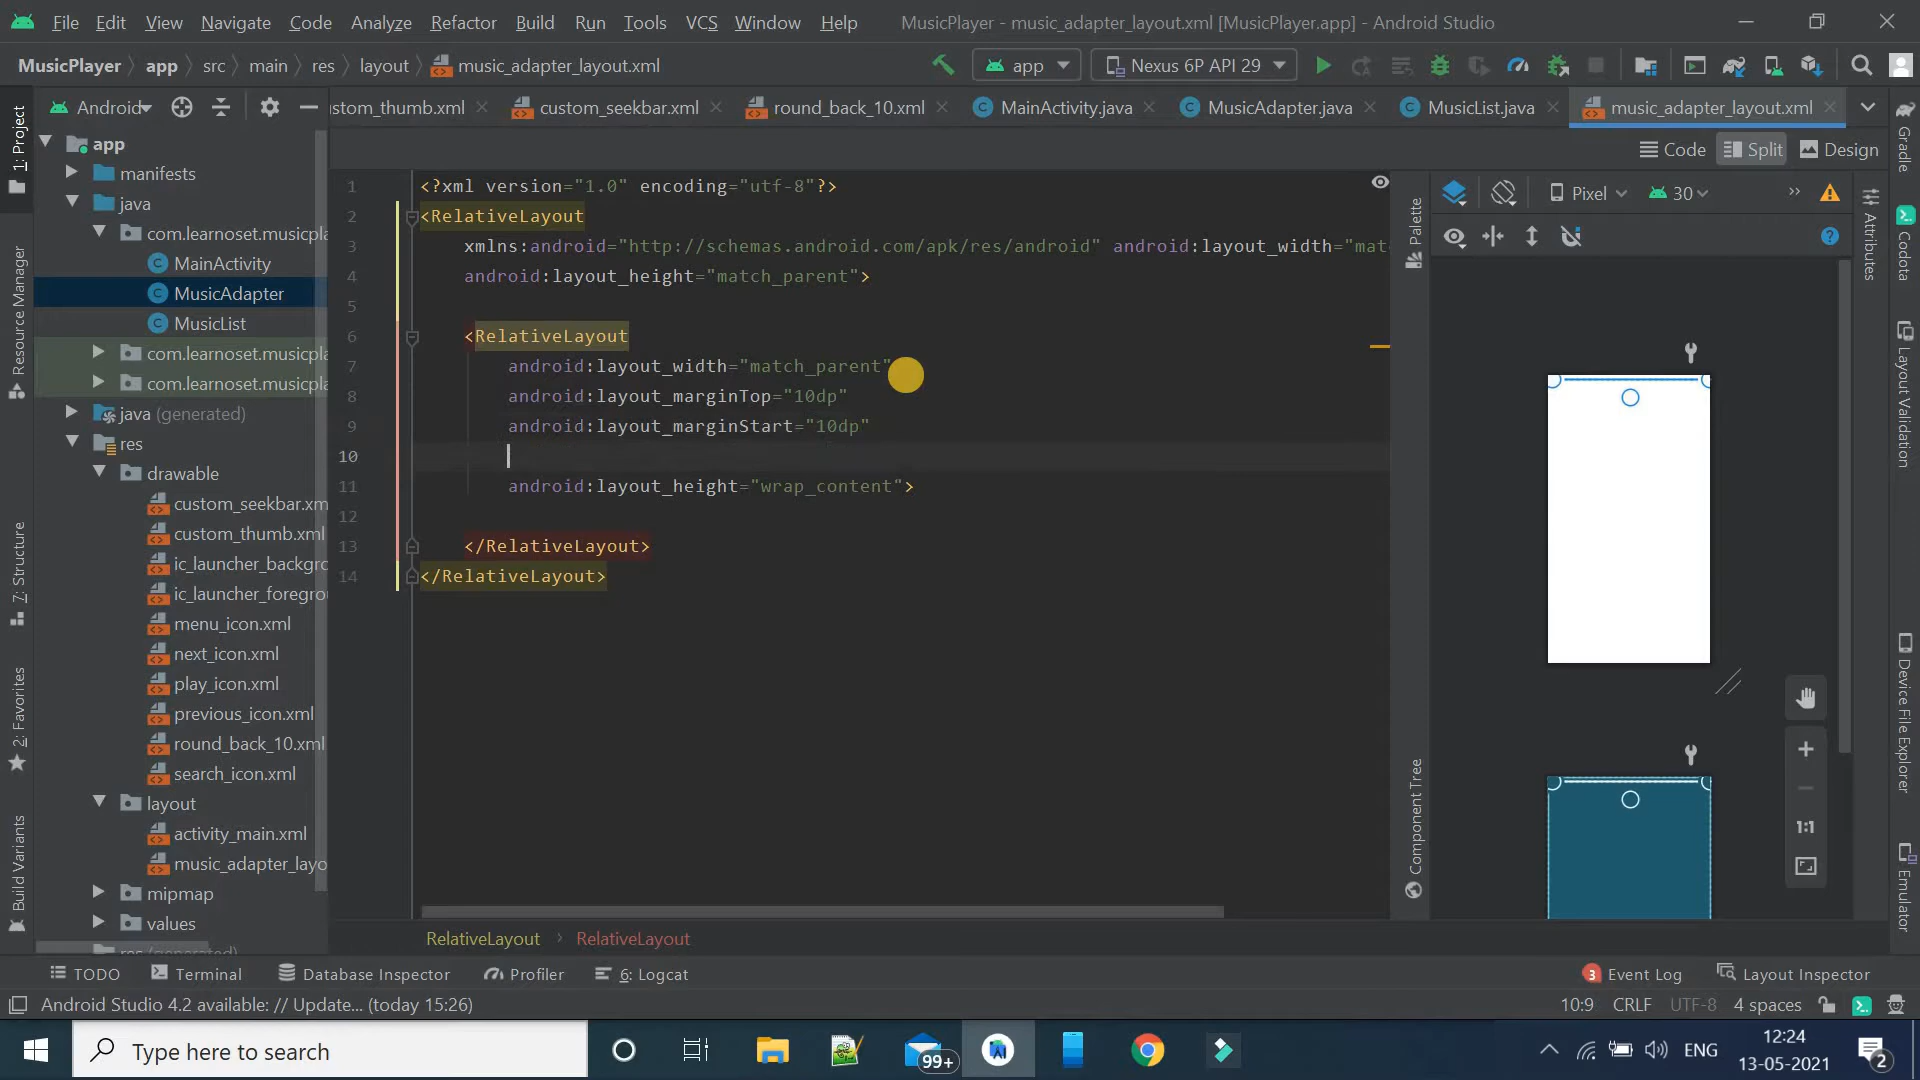 File Edit View Navigate Code Analyze Refactor Build Run Tools VCS Window Help MusicPlayer - music_adapter_layout.xml [MusicPlayer.app] - Android Studio
MusicPlayer app src main res layout music_adapter_layout.xml app Nexus 6P API 29
Android stom_thumb.xml custom_seekbar.xml round_back_10.xml MainActivity.java MusicAdapter.java MusicList.java music_adapter_layout.xml
Code Split Design
1: Project
Resource Manager
7: Structure
2: Favorites
Build Variants
app
manifests
java
com.learnoset.musicpla
MainActivity
MusicAdapter
MusicList
com.learnoset.musicpla
com.learnoset.musicpla
java (generated)
res
drawable
custom_seekbar.xm
custom_thumb.xml
ic_launcher_backgro
ic_launcher_foregrou
menu_icon.xml
next_icon.xml
play_icon.xml
previous_icon.xml
round_back_10.xml
search_icon.xml
layout
activity_main.xml
music_adapter_layo
mipmap
values
res (generated)
1 <?xml version="1.0" encoding="utf-8"?>
2 <RelativeLayout
3 xmlns:android="http://schemas.android.com/apk/res/android" android:layout_width="mat
4 android:layout_height="match_parent">
5
6 <RelativeLayout
7 android:layout_width="match_parent"
8 android:layout_marginTop="10dp"
9 android:layout_marginStart="10dp"
10
11 android:layout_height="wrap_content">
12
13 </RelativeLayout>
14 </RelativeLayout>
RelativeLayout RelativeLayout
Palette
Component Tree
Pixel 30
1:1
Attributes
Gradle
Codota
Layout Validation
Device File Explorer
Emulator
TODO Terminal Database Inspector Profiler 6: Logcat 3 Event Log Layout Inspector
Android Studio 4.2 available: // Update... (today 15:26) 10:9 CRLF UTF-8 4 spaces
Type here to search 99+ ENG 12:24
13-05-2021 2